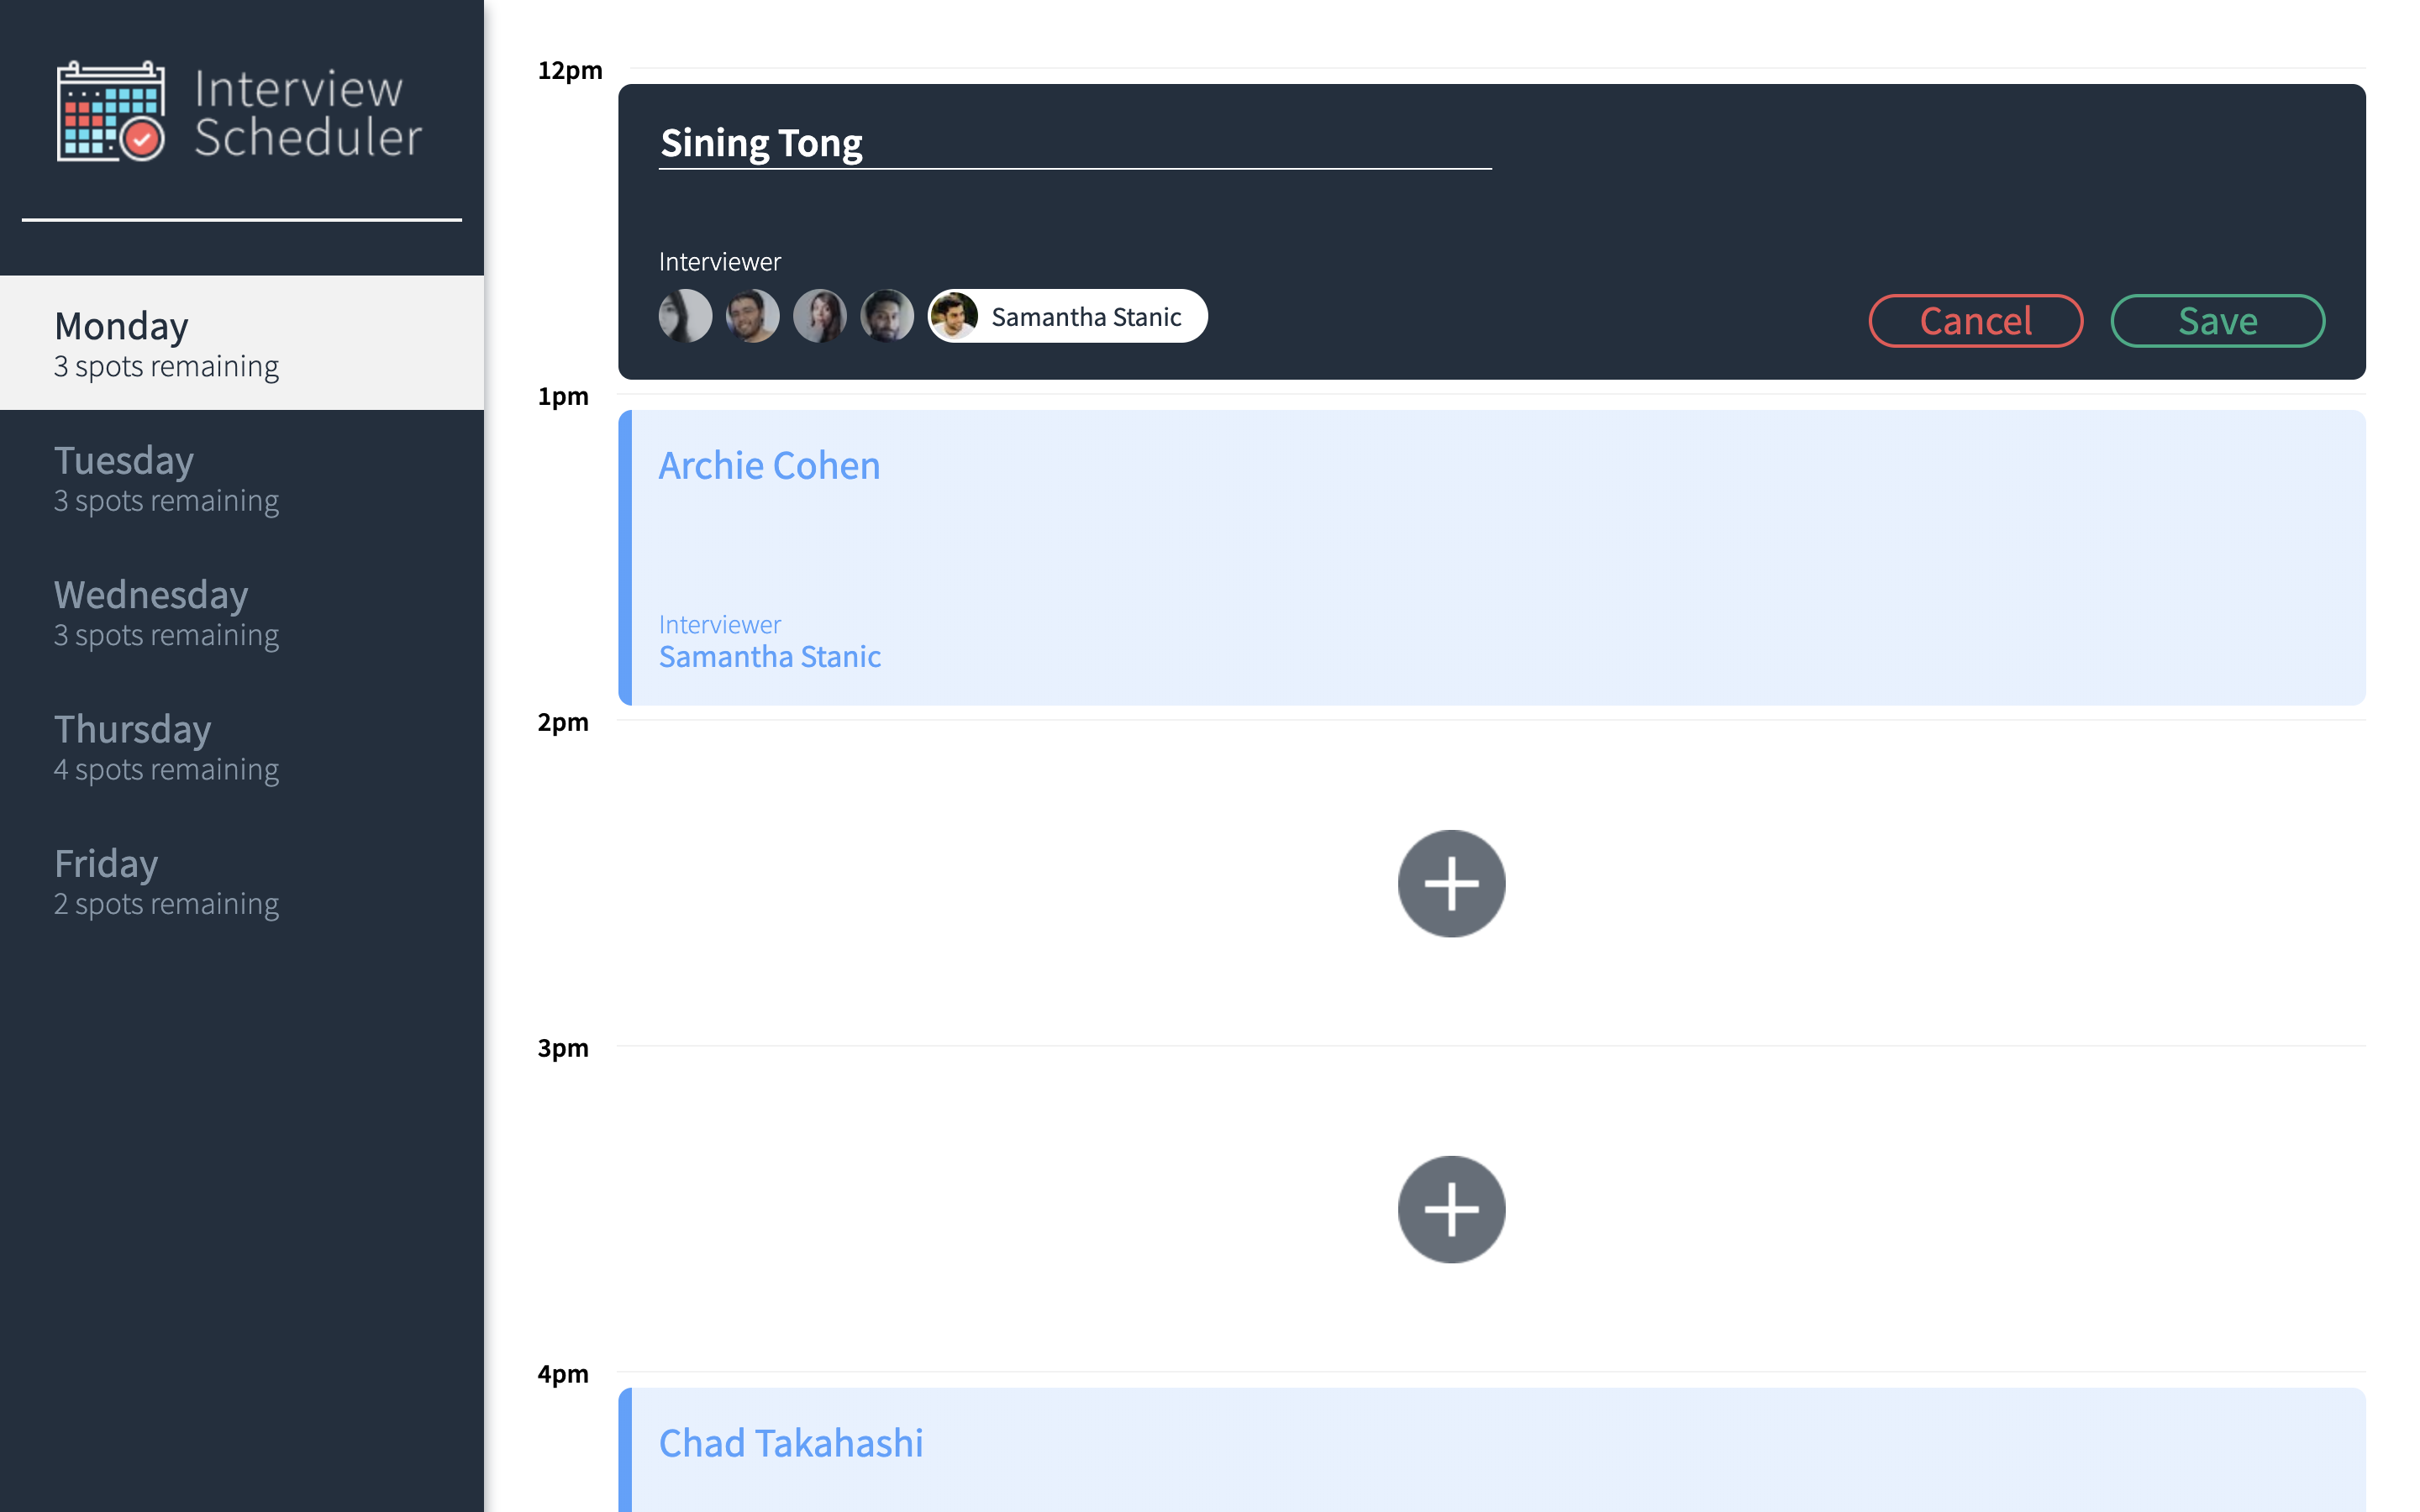 Interview
Scheduler
Monday
3 spots remaining
Tuesday
3 spots remaining
Wednesday
3 spots remaining
Thursday
4 spots remaining
Friday
2 spots remaining
12pm
Sining Tong
Interviewer
Samantha Stanic
Cancel
Save
1pm
Archie Cohen
Interviewer
Samantha Stanic
2pm
3pm
4pm
Chad Takahashi